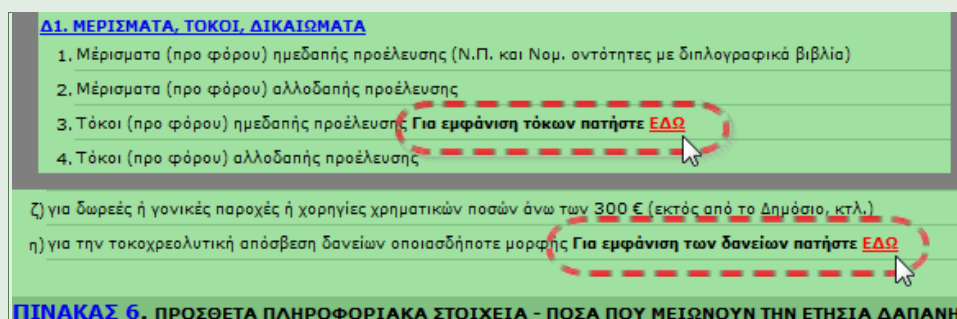 Δ1. ΜΕΡΙΣΜΑΤΑ, ΤΟΚΟΙ, ΔΙΚΑΙΩΜΑΤΑ
1. Μέρισματα (προ φόρου) ημεδαπής προέλευσης (Ν.Π. και Νομ. οντότητες με διπλογραφικά βιβλία)
2. Μέρισματα (προ φόρου) αλλοδαπής προέλευσης
3. Τόκοι (προ φόρου) ημεδαπής προέλευσης Για εμφάνιση τόκων πατήστε ΕΔΩ
4. Τόκοι (προ φόρου) αλλοδαπής προέλευσης
ζ) για δωρεές ή γονικές παροχές ή χορηγίες χρηματικών ποσών άνω των 300 € (εκτός από το Δημόσιο, κτλ.)
η) για την τοκοχρεολυτική απόσβεση δανείων οποιασδήποτε μορφής Για εμφάνιση των δανείων πατήστε ΕΔΩ
ΠΙΝΑΚΑΣ 6. ΠΡΟΣΘΕΤΑ ΠΛΗΡΟΦΟΡΙΑΚΑ ΣΤΟΙΧΕΙΑ - ΠΟΣΑ ΠΟΥ ΜΕΙΩΝΟΥΝ ΤΗΝ ΕΤΗΣΙΑ ΔΑΠΑΝΗ